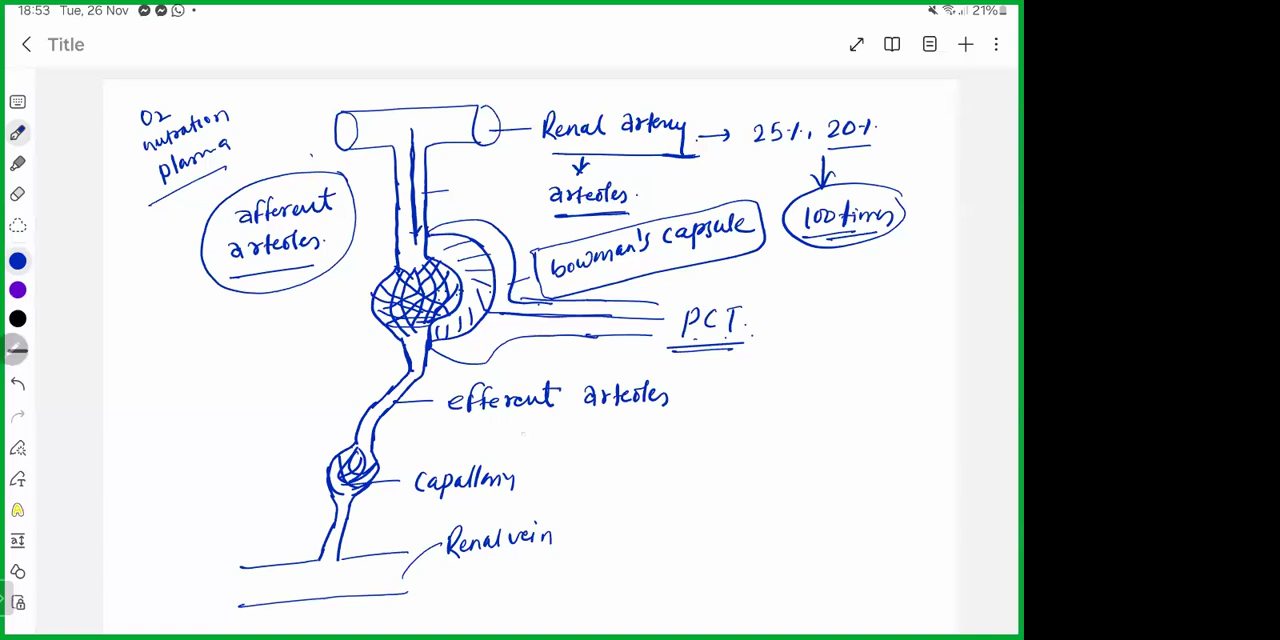 18:53 Tue, 26 Nov
21%
Title
O2
nutration
plasma
Renal artery → 25%, 20%.
arteoles.
100 times
afferent
arteoles.
bowman's capsule
PCT.
efferent arteoles
Capallary
Renal vein